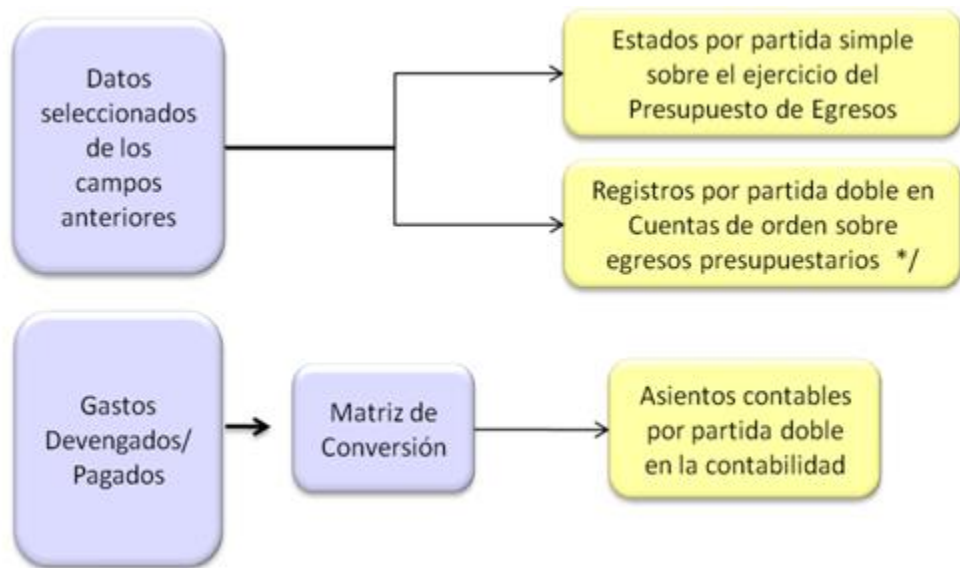 Datos
seleccionados
de los
campos
anteriores
Estados por partida simple
sobre el ejercicio del
Presupuesto de Egresos
Registros por partida doble en
Cuentas de orden sobre
egresos presupuestarios */
Gastos
Devengados/
Pagados
Matriz de
Conversión
Asientos contables
por partida doble
en la contabilidad